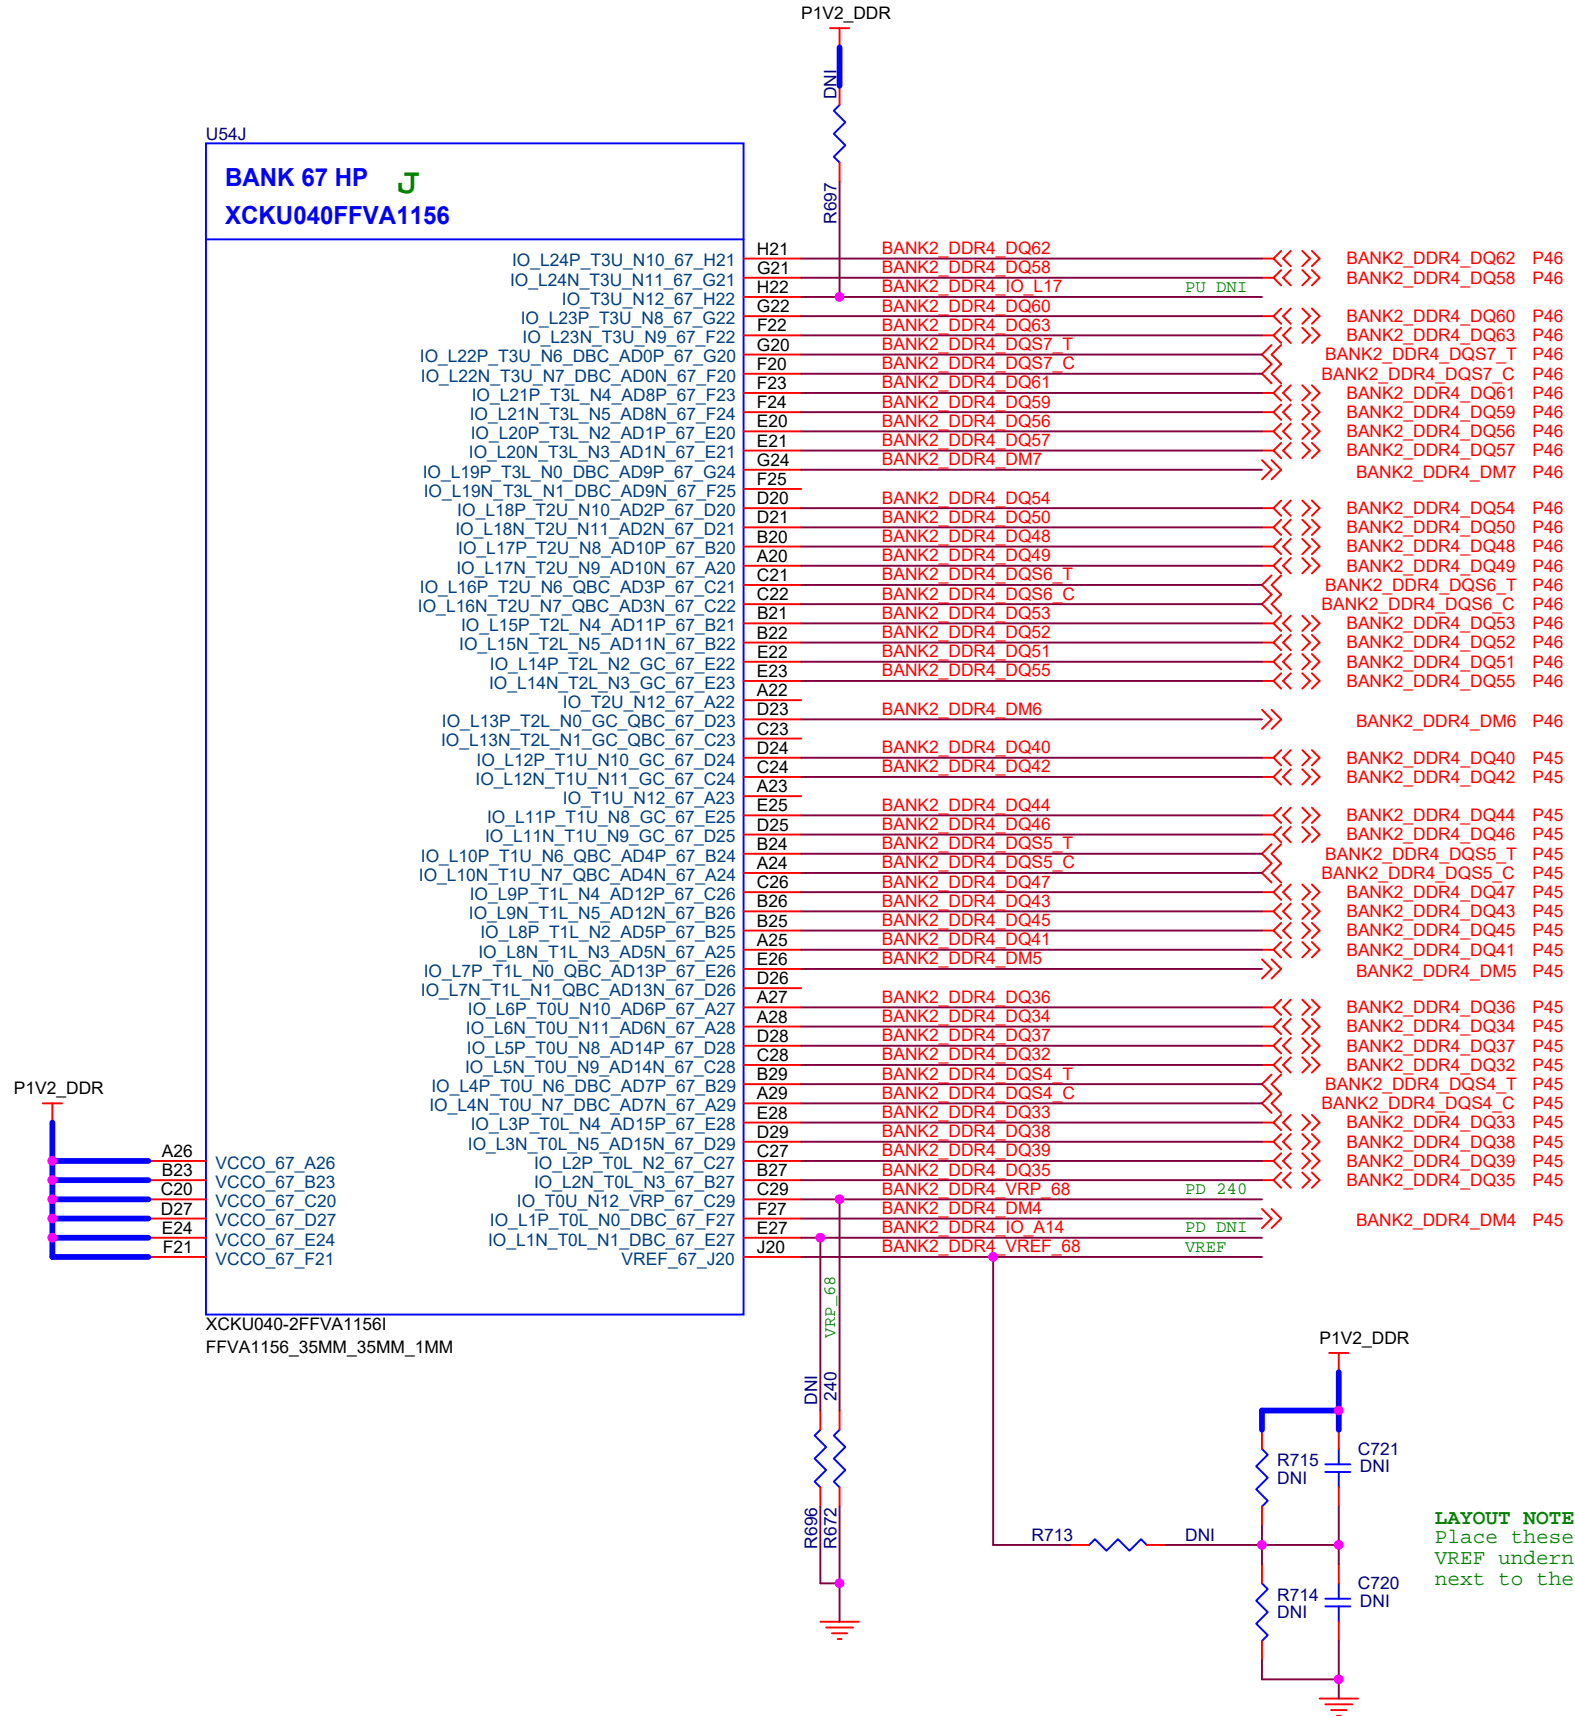 P1V2_DDR
DNI
R697
U54J
BANK 67 HP J
XCKU040FFVA1156
IO_L24P_T3U_N10_67_H21 H21 BANK2_DDR4_DQ62 BANK2_DDR4_DQ62 P46
IO_L24N_T3U_N11_67_G21 G21 BANK2_DDR4_DQ58 BANK2_DDR4_DQ58 P46
IO_T3U_N12_67_H22 H22 BANK2_DDR4_IO_L17 PU DNI
IO_L23P_T3U_N8_67_G22 G22 BANK2_DDR4_DQ60 BANK2_DDR4_DQ60 P46
IO_L23N_T3U_N9_67_F22 F22 BANK2_DDR4_DQ63 BANK2_DDR4_DQ63 P46
IO_L22P_T3U_N6_DBC_AD0P_67_G20 G20 BANK2_DDR4_DQS7_T BANK2_DDR4_DQS7_T P46
IO_L22N_T3U_N7_DBC_AD0N_67_F20 F20 BANK2_DDR4_DQS7_C BANK2_DDR4_DQS7_C P46
IO_L21P_T3L_N4_AD8P_67_F23 F23 BANK2_DDR4_DQ61 BANK2_DDR4_DQ61 P46
IO_L21N_T3L_N5_AD8N_67_F24 F24 BANK2_DDR4_DQ59 BANK2_DDR4_DQ59 P46
IO_L20P_T3L_N2_AD1P_67_E20 E20 BANK2_DDR4_DQ56 BANK2_DDR4_DQ56 P46
IO_L20N_T3L_N3_AD1N_67_E21 E21 BANK2_DDR4_DQ57 BANK2_DDR4_DQ57 P46
IO_L19P_T3L_N0_DBC_AD9P_67_G24 G24 BANK2_DDR4_DM7 BANK2_DDR4_DM7 P46
IO_L19N_T3L_N1_DBC_AD9N_67_F25 F25
IO_L18P_T2U_N10_AD2P_67_D20 D20 BANK2_DDR4_DQ54 BANK2_DDR4_DQ54 P46
IO_L18N_T2U_N11_AD2N_67_D21 D21 BANK2_DDR4_DQ50 BANK2_DDR4_DQ50 P46
IO_L17P_T2U_N8_AD10P_67_B20 B20 BANK2_DDR4_DQ48 BANK2_DDR4_DQ48 P46
IO_L17N_T2U_N9_AD10N_67_A20 A20 BANK2_DDR4_DQ49 BANK2_DDR4_DQ49 P46
IO_L16P_T2U_N6_QBC_AD3P_67_C21 C21 BANK2_DDR4_DQS6_T BANK2_DDR4_DQS6_T P46
IO_L16N_T2U_N7_QBC_AD3N_67_C22 C22 BANK2_DDR4_DQS6_C BANK2_DDR4_DQS6_C P46
IO_L15P_T2L_N4_AD11P_67_B21 B21 BANK2_DDR4_DQ53 BANK2_DDR4_DQ53 P46
IO_L15N_T2L_N5_AD11N_67_B22 B22 BANK2_DDR4_DQ52 BANK2_DDR4_DQ52 P46
IO_L14P_T2L_N2_GC_67_E22 E22 BANK2_DDR4_DQ51 BANK2_DDR4_DQ51 P46
IO_L14N_T2L_N3_GC_67_E23 E23 BANK2_DDR4_DQ55 BANK2_DDR4_DQ55 P46
IO_T2U_N12_67_A22 A22
IO_L13P_T2L_N0_GC_QBC_67_D23 D23 BANK2_DDR4_DM6 BANK2_DDR4_DM6 P46
IO_L13N_T2L_N1_GC_QBC_67_C23 C23
IO_L12P_T1U_N10_GC_67_D24 D24 BANK2_DDR4_DQ40 BANK2_DDR4_DQ40 P45
IO_L12N_T1U_N11_GC_67_C24 C24 BANK2_DDR4_DQ42 BANK2_DDR4_DQ42 P45
IO_T1U_N12_67_A23 A23
IO_L11P_T1U_N8_GC_67_E25 E25 BANK2_DDR4_DQ44 BANK2_DDR4_DQ44 P45
IO_L11N_T1U_N9_GC_67_D25 D25 BANK2_DDR4_DQ46 BANK2_DDR4_DQ46 P45
IO_L10P_T1U_N6_QBC_AD4P_67_B24 B24 BANK2_DDR4_DQS5_T BANK2_DDR4_DQS5_T P45
IO_L10N_T1U_N7_QBC_AD4N_67_A24 A24 BANK2_DDR4_DQS5_C BANK2_DDR4_DQS5_C P45
IO_L9P_T1L_N4_AD12P_67_C26 C26 BANK2_DDR4_DQ47 BANK2_DDR4_DQ47 P45
IO_L9N_T1L_N5_AD12N_67_B26 B26 BANK2_DDR4_DQ43 BANK2_DDR4_DQ43 P45
IO_L8P_T1L_N2_AD5P_67_B25 B25 BANK2_DDR4_DQ45 BANK2_DDR4_DQ45 P45
IO_L8N_T1L_N3_AD5N_67_A25 A25 BANK2_DDR4_DQ41 BANK2_DDR4_DQ41 P45
IO_L7P_T1L_N0_QBC_AD13P_67_E26 E26 BANK2_DDR4_DM5 BANK2_DDR4_DM5 P45
IO_L7N_T1L_N1_QBC_AD13N_67_D26 D26
IO_L6P_T0U_N10_AD6P_67_A27 A27 BANK2_DDR4_DQ36 BANK2_DDR4_DQ36 P45
IO_L6N_T0U_N11_AD6N_67_A28 A28 BANK2_DDR4_DQ34 BANK2_DDR4_DQ34 P45
IO_L5P_T0U_N8_AD14P_67_D28 D28 BANK2_DDR4_DQ37 BANK2_DDR4_DQ37 P45
IO_L5N_T0U_N9_AD14N_67_C28 C28 BANK2_DDR4_DQ32 BANK2_DDR4_DQ32 P45
IO_L4P_T0U_N6_DBC_AD7P_67_B29 B29 BANK2_DDR4_DQS4_T BANK2_DDR4_DQS4_T P45
IO_L4N_T0U_N7_DBC_AD7N_67_A29 A29 BANK2_DDR4_DQS4_C BANK2_DDR4_DQS4_C P45
IO_L3P_T0L_N4_AD15P_67_E28 E28 BANK2_DDR4_DQ33 BANK2_DDR4_DQ33 P45
IO_L3N_T0L_N5_AD15N_67_D29 D29 BANK2_DDR4_DQ38 BANK2_DDR4_DQ38 P45
IO_L2P_T0L_N2_67_C27 C27 BANK2_DDR4_DQ39 BANK2_DDR4_DQ39 P45
IO_L2N_T0L_N3_67_B27 B27 BANK2_DDR4_DQ35 BANK2_DDR4_DQ35 P45
IO_T0U_N12_VRP_67_C29 C29 BANK2_DDR4_VRP_68 PD 240
IO_L1P_T0L_N0_DBC_67_F27 F27 BANK2_DDR4_DM4 BANK2_DDR4_DM4 P45
IO_L1N_T0L_N1_DBC_67_E27 E27 BANK2_DDR4_IO_A14 PD DNI
VREF_67_J20 J20 BANK2_DDR4_VREF_68 VREF
P1V2_DDR
A26 VCCO_67_A26
B23 VCCO_67_B23
C20 VCCO_67_C20
D27 VCCO_67_D27
E24 VCCO_67_E24
F21 VCCO_67_F21
XCKU040-2FFVA1156I
FFVA1156_35MM_35MM_1MM
VRP_68
DNI
240
R696
R672
P1V2_DDR
R715
DNI
C721
DNI
R713 DNI
R714
DNI
C720
DNI
LAYOUT NOTE
Place these
VREF undern
next to the